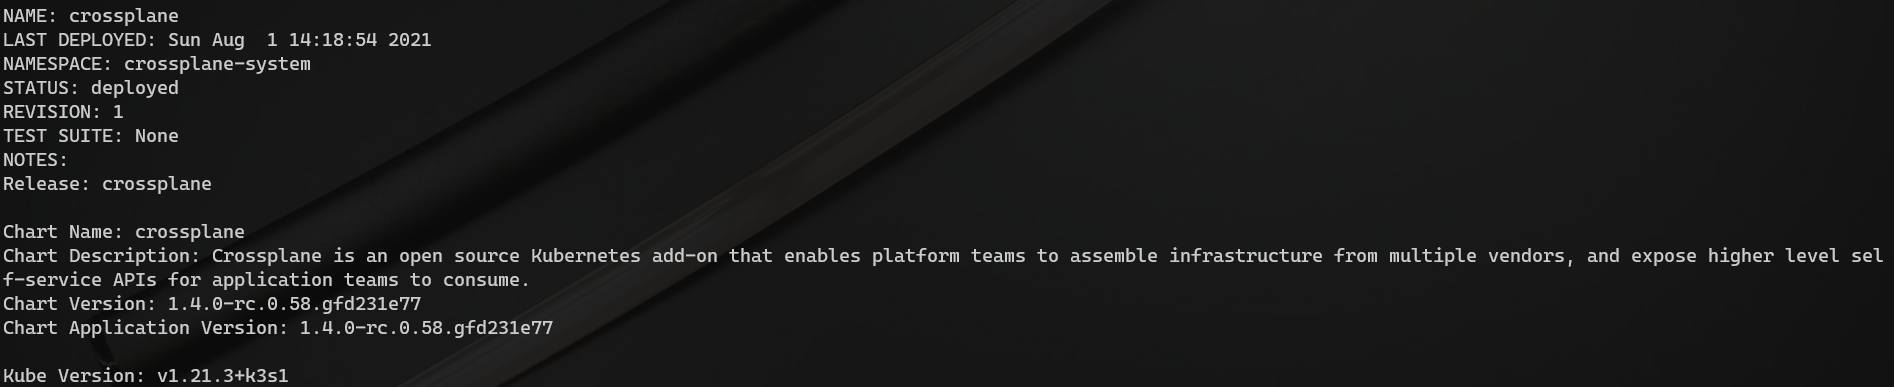 NAME: crossplane
LAST DEPLOYED: Sun Aug  1 14:18:54 2021
NAMESPACE: crossplane-system
STATUS: deployed
REVISION: 1
TEST SUITE: None
NOTES:
Release: crossplane

Chart Name: crossplane
Chart Description: Crossplane is an open source Kubernetes add-on that enables platform teams to assemble infrastructure from multiple vendors, and expose higher level sel
f-service APIs for application teams to consume.
Chart Version: 1.4.0-rc.0.58.gfd231e77
Chart Application Version: 1.4.0-rc.0.58.gfd231e77

Kube Version: v1.21.3+k3s1